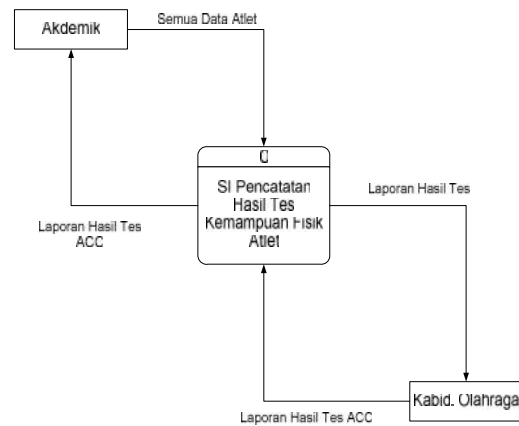 Semua Data Atlet
Akdemik
0
SI Pencatatan
Hasil Tes
Kemampuan Fisik
Atlet
Laporan Hasil Tes
Laporan Hasil Tes
ACC
Kabid. Olahraga
Laporan Hasil Tes ACC